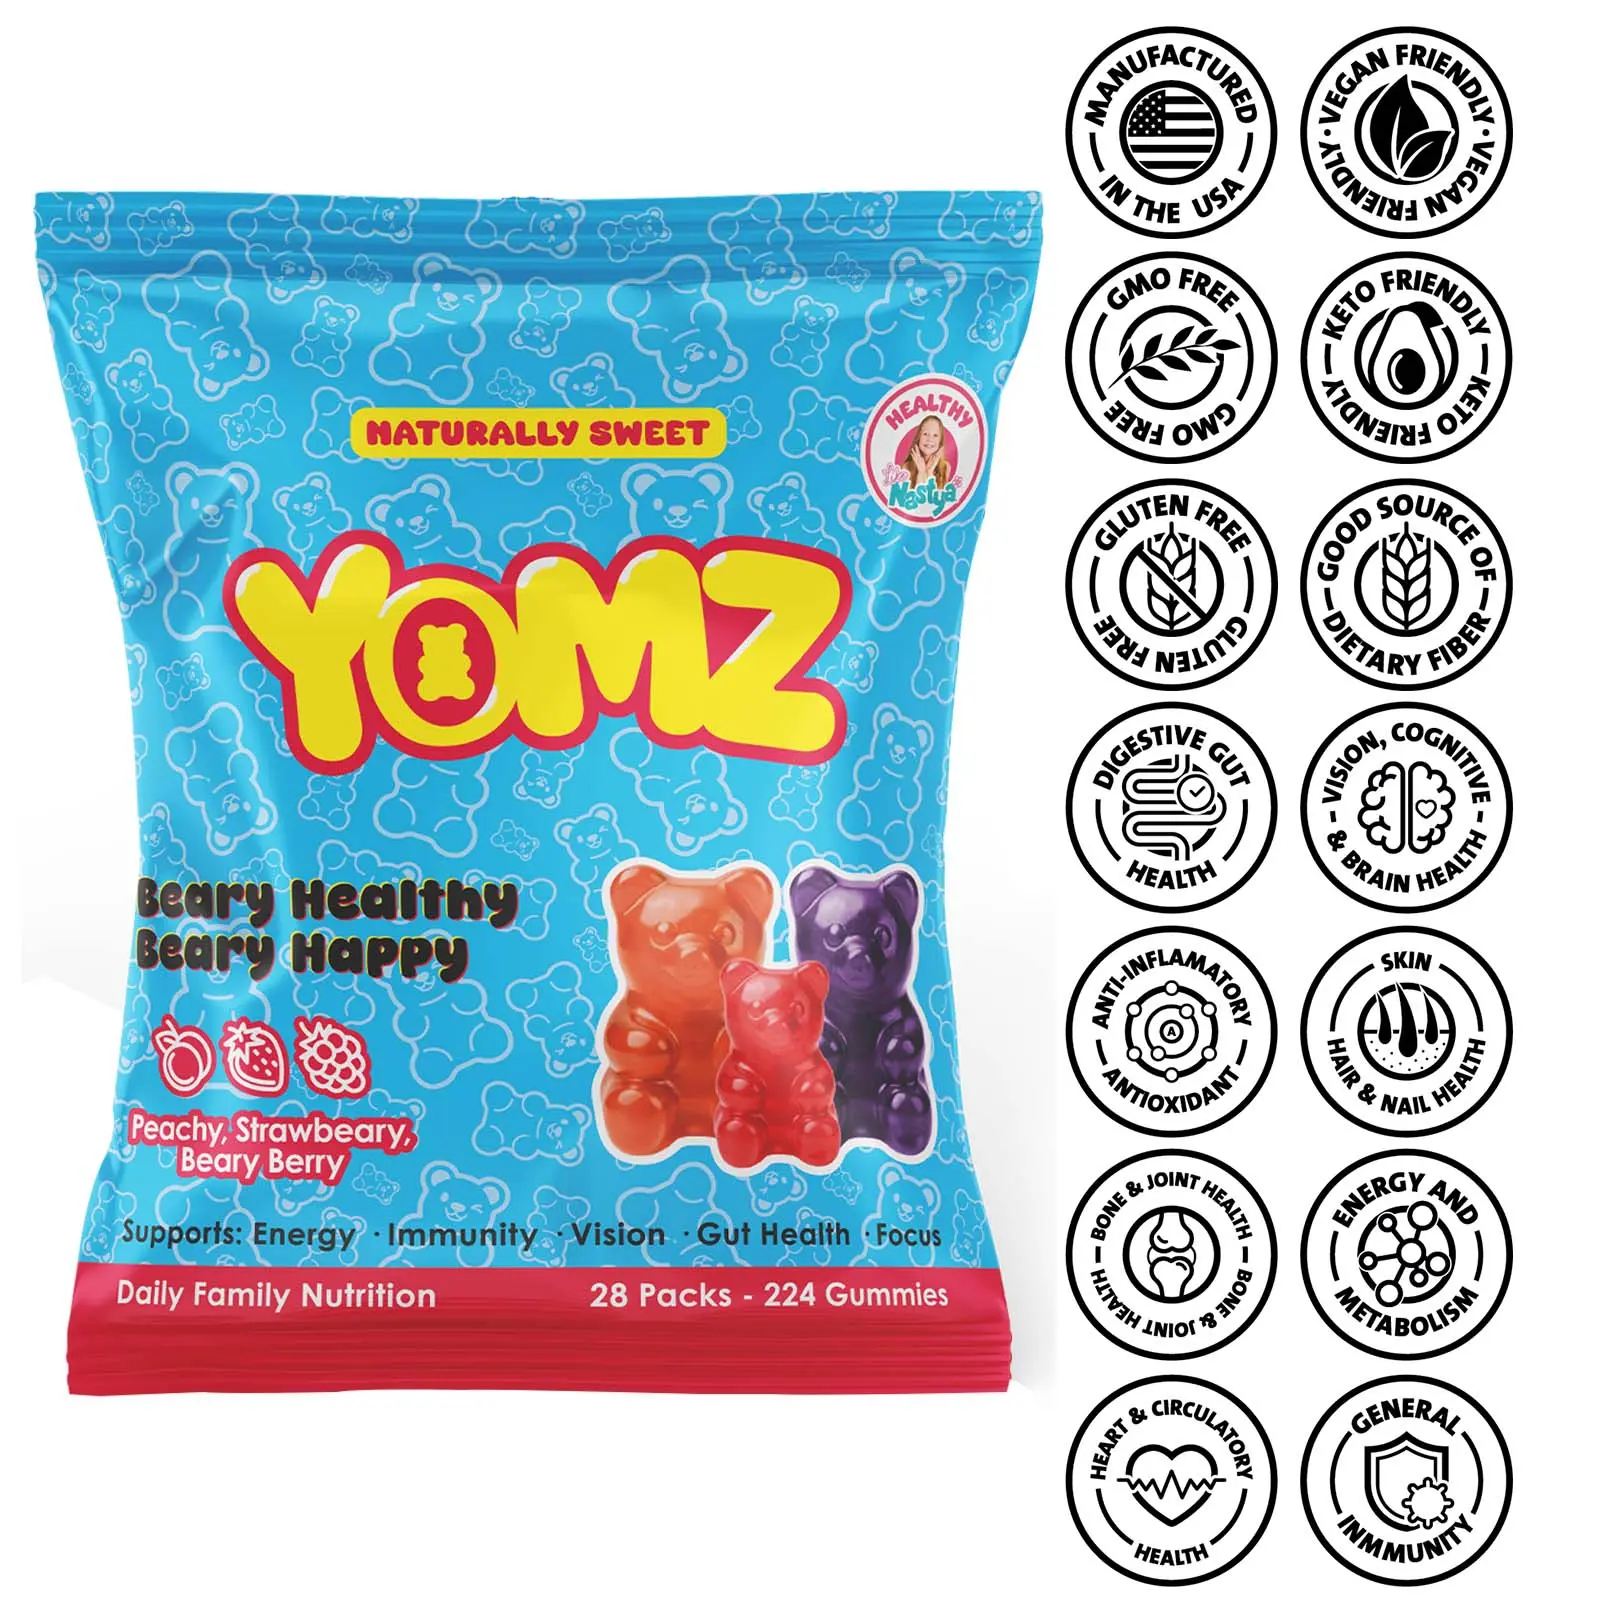 NATURALLY SWEET
HEALTHY
like
Nastya
YOMZ
Beary Healthy
Beary Happy
Peachy, Strawbeary,
Beary Berry
Supports: Energy · Immunity · Vision · Gut Health · Focus
Daily Family Nutrition
28 Packs - 224 Gummies
MANUFACTURED
IN THE USA
VEGAN FRIENDLY · VEGAN FRIENDLY ·
GMO FREE
GMO FREE
KETO FRIENDLY
KETO FRIENDLY
GLUTEN FREE
GLUTEN FREE
GOOD SOURCE OF
DIETARY FIBER
DIGESTIVE GUT
HEALTH
VISION, COGNITIVE
& BRAIN HEALTH
ANTI-INFLAMATORY
A
ANTIOXIDANT
SKIN
HAIR & NAIL HEALTH
BONE & JOINT HEALTH
BONE & JOINT HEALTH
ENERGY AND
METABOLISM
HEART & CIRCULATORY
HEALTH
GENERAL
INMMUNITY